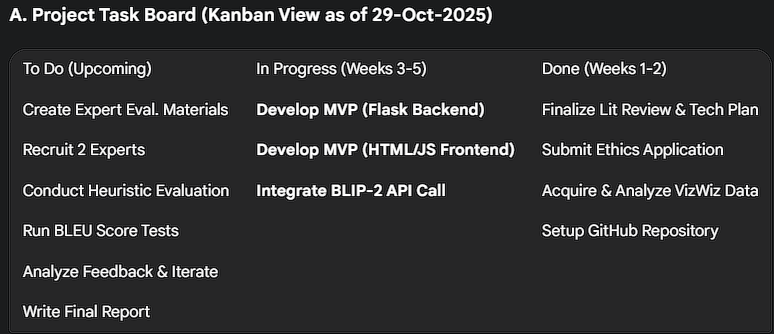 A. Project Task Board (Kanban View as of 29-Oct-2025)
To Do (Upcoming) In Progress (Weeks 3-5) Done (Weeks 1-2)
Create Expert Eval. Materials Develop MVP (Flask Backend) Finalize Lit Review & Tech Plan
Recruit 2 Experts Develop MVP (HTML/JS Frontend) Submit Ethics Application
Conduct Heuristic Evaluation Integrate BLIP-2 API Call Acquire & Analyze VizWiz Data
Run BLEU Score Tests Setup GitHub Repository
Analyze Feedback & Iterate
Write Final Report